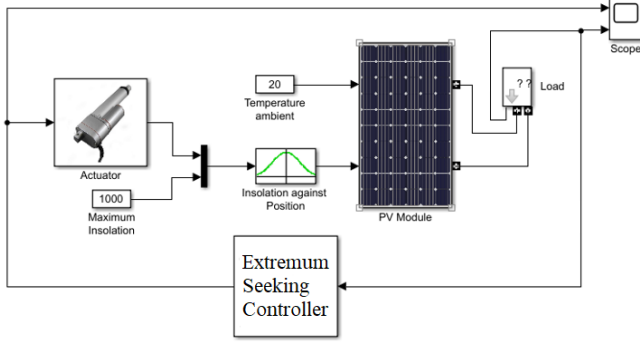 Scope
20
Temperature
ambient
? ?
Load
Actuator
1000
Maximum
Insolation
Insolation against
Position
PV Module
Extremum
Seeking
Controller